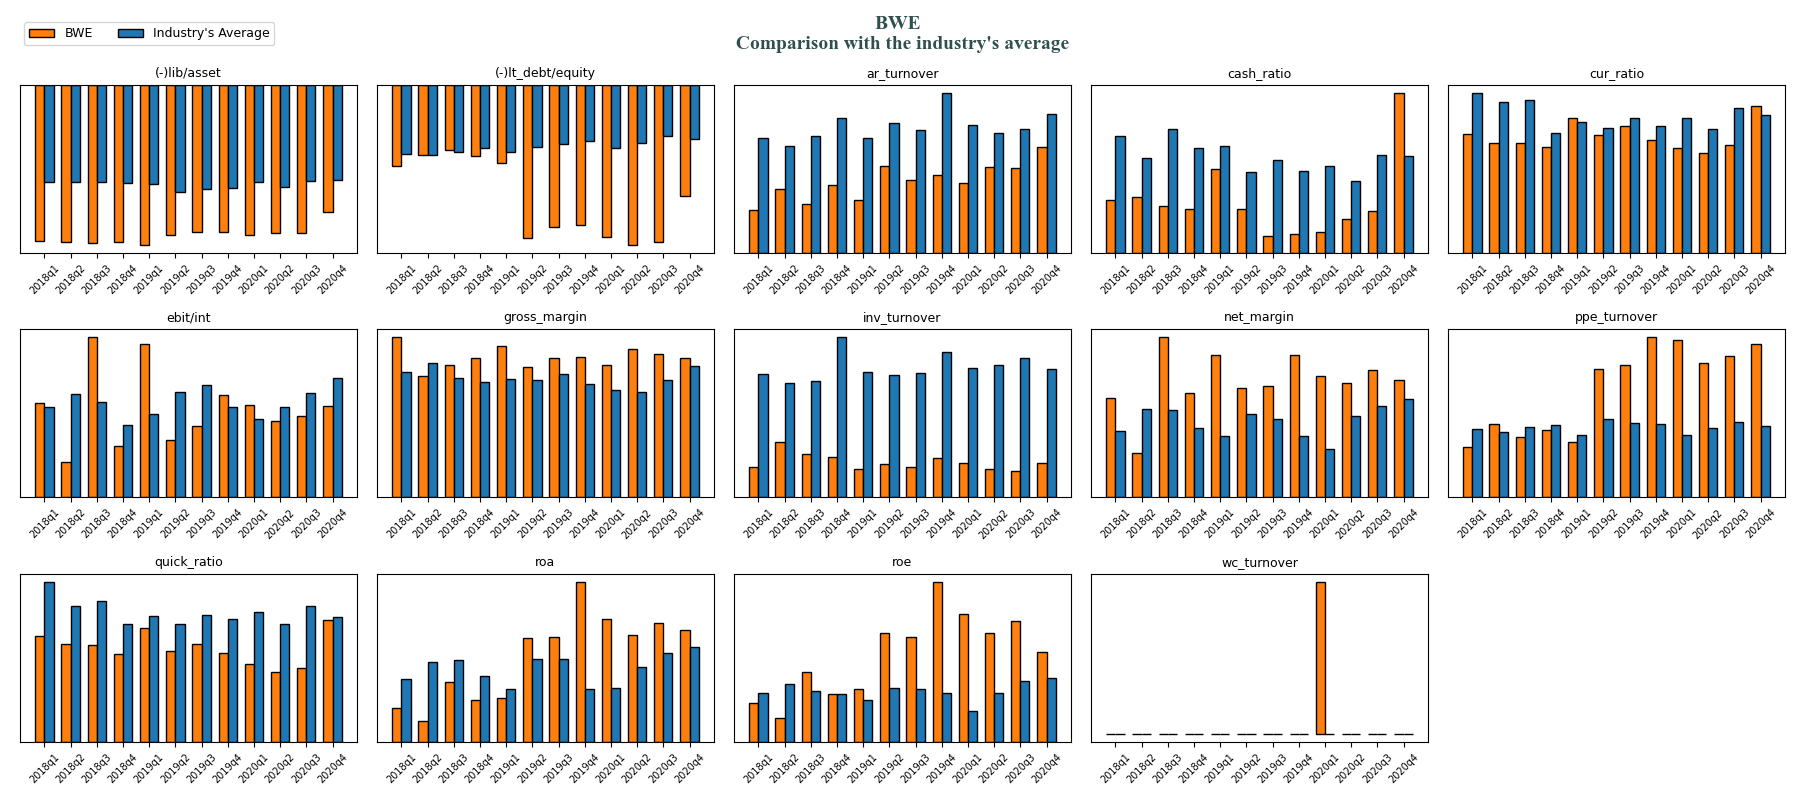 BWE
Comparison with the industry's average
BWE Industry's Average
(-)lib/asset (-)lt_debt/equity ar_turnover cash_ratio cur_ratio
2018q1 2018q2 2018q3 2018q4 2019q1 2019q2 2019q3 2019q4 2020q1 2020q2 2020q3 2020q4
2018q1 2018q2 2018q3 2018q4 2019q1 2019q2 2019q3 2019q4 2020q1 2020q2 2020q3 2020q4
2018q1 2018q2 2018q3 2018q4 2019q1 2019q2 2019q3 2019q4 2020q1 2020q2 2020q3 2020q4
2018q1 2018q2 2018q3 2018q4 2019q1 2019q2 2019q3 2019q4 2020q1 2020q2 2020q3 2020q4
2018q1 2018q2 2018q3 2018q4 2019q1 2019q2 2019q3 2019q4 2020q1 2020q2 2020q3 2020q4
ebit/int gross_margin inv_turnover net_margin ppe_turnover
2018q1 2018q2 2018q3 2018q4 2019q1 2019q2 2019q3 2019q4 2020q1 2020q2 2020q3 2020q4
2018q1 2018q2 2018q3 2018q4 2019q1 2019q2 2019q3 2019q4 2020q1 2020q2 2020q3 2020q4
2018q1 2018q2 2018q3 2018q4 2019q1 2019q2 2019q3 2019q4 2020q1 2020q2 2020q3 2020q4
2018q1 2018q2 2018q3 2018q4 2019q1 2019q2 2019q3 2019q4 2020q1 2020q2 2020q3 2020q4
2018q1 2018q2 2018q3 2018q4 2019q1 2019q2 2019q3 2019q4 2020q1 2020q2 2020q3 2020q4
quick_ratio roa roe wc_turnover
2018q1 2018q2 2018q3 2018q4 2019q1 2019q2 2019q3 2019q4 2020q1 2020q2 2020q3 2020q4
2018q1 2018q2 2018q3 2018q4 2019q1 2019q2 2019q3 2019q4 2020q1 2020q2 2020q3 2020q4
2018q1 2018q2 2018q3 2018q4 2019q1 2019q2 2019q3 2019q4 2020q1 2020q2 2020q3 2020q4
2018q1 2018q2 2018q3 2018q4 2019q1 2019q2 2019q3 2019q4 2020q1 2020q2 2020q3 2020q4